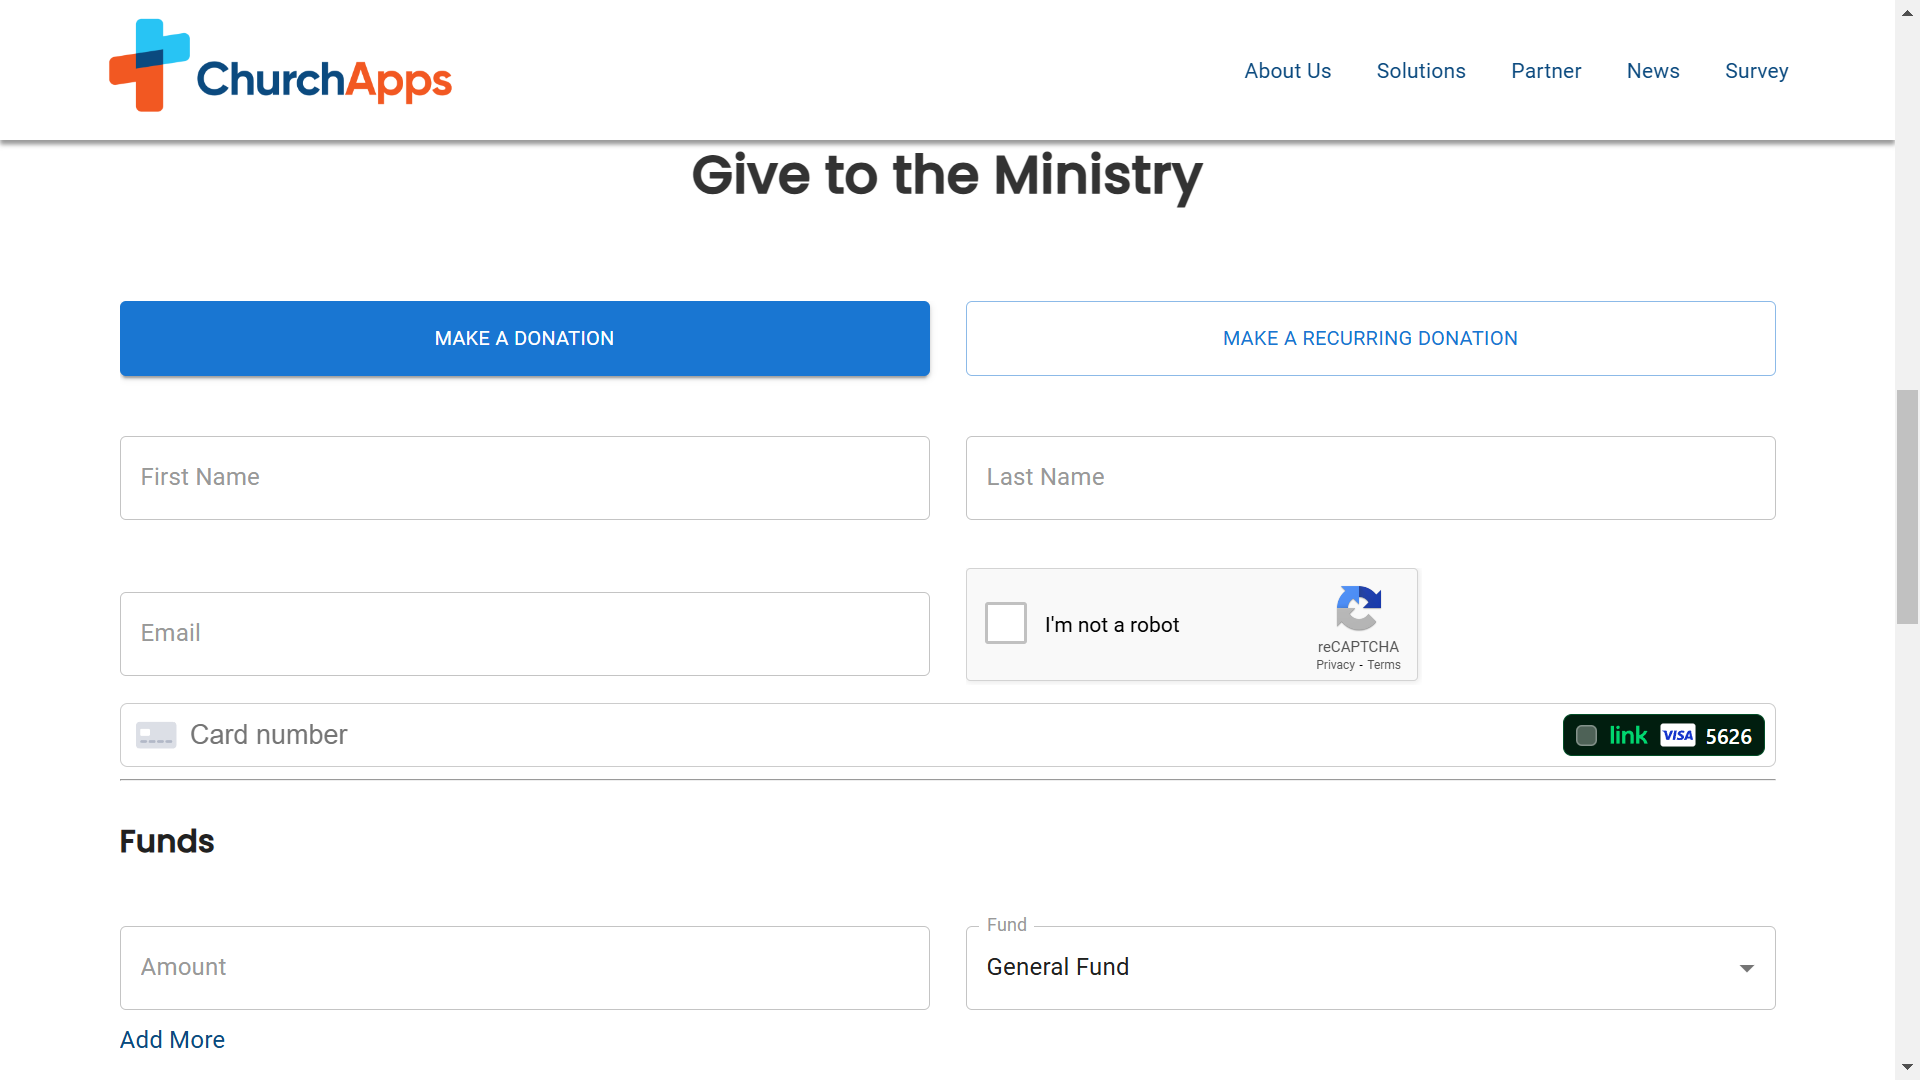 ChurchApps
About Us Solutions Partner News Survey
Give to the Ministry
MAKE A DONATION MAKE A RECURRING DONATION
First Name Last Name
Email
I'm not a robot
reCAPTCHA
Privacy - Terms
Card number link VISA 5626
Funds
Fund
Amount General Fund
Add More